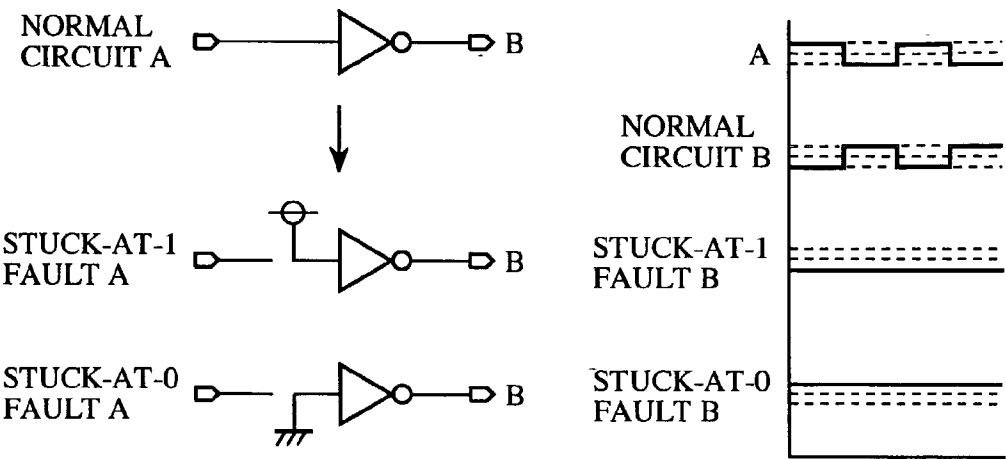 NORMAL
CIRCUIT A
B
STUCK-AT-1
FAULT A
B
STUCK-AT-0
FAULT A
B
A
NORMAL
CIRCUIT B
STUCK-AT-1
FAULT B
STUCK-AT-0
FAULT B